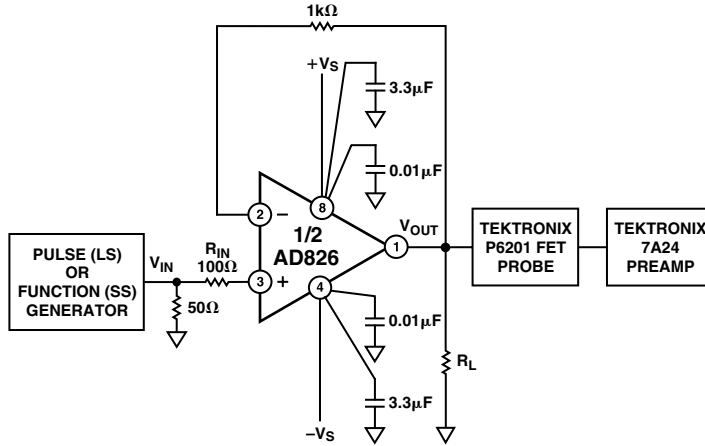 1kΩ
+VS
3.3µF
0.01µF
8
2
–
1/2
AD826
VOUT
1
TEKTRONIX
P6201 FET
PROBE
TEKTRONIX
7A24
PREAMP
PULSE (LS)
OR
FUNCTION (SS)
GENERATOR
VIN
RIN
100Ω
3
+
50Ω
4
0.01µF
3.3µF
RL
–VS